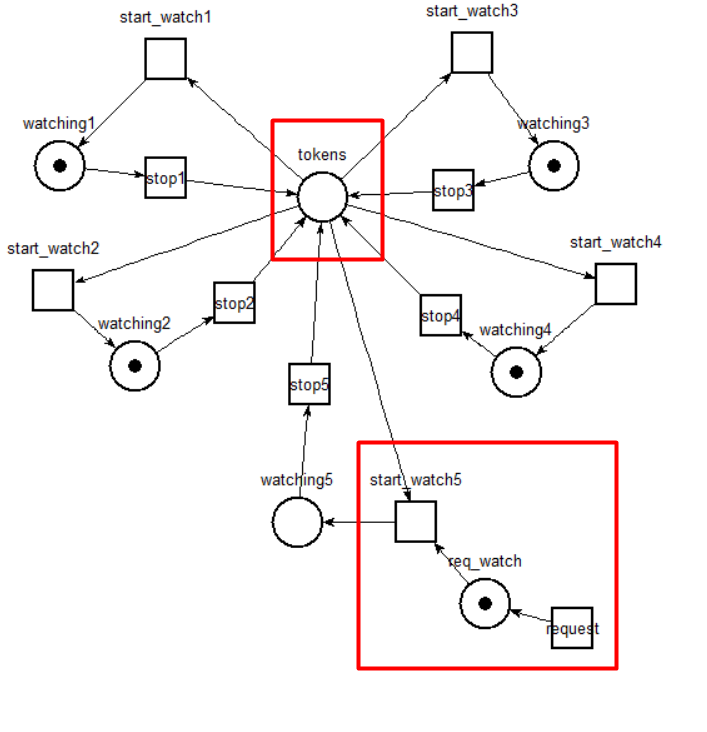 start_watch1
start_watch3
watching1
watching3
tokens
stop1
stop3
start_watch2
start_watch4
stop2
stop4
watching2
watching4
stop5
watching5
start_watch5
req_watch
request